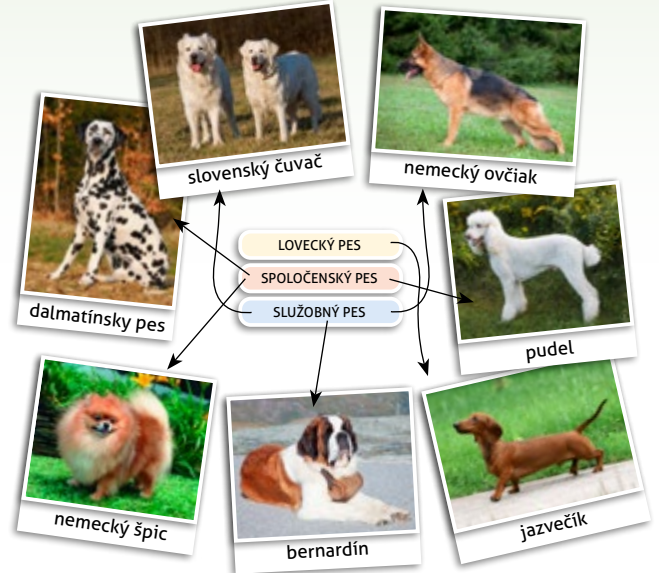 slovenský čuvač
nemecký ovčiak
dalmatínsky pes
LOVECKÝ PES
SPOLOČENSKÝ PES
SLUŽOBNÝ PES
pudel
nemecký špic
bernardín
jazvečík